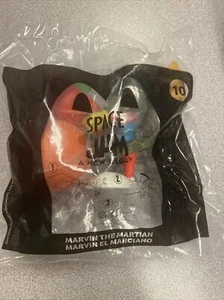 10
SPACE
JAM
A NEW LEGACY
1
2
3
MARVIN THE MARTIAN
MARVIN EL MARCIANO